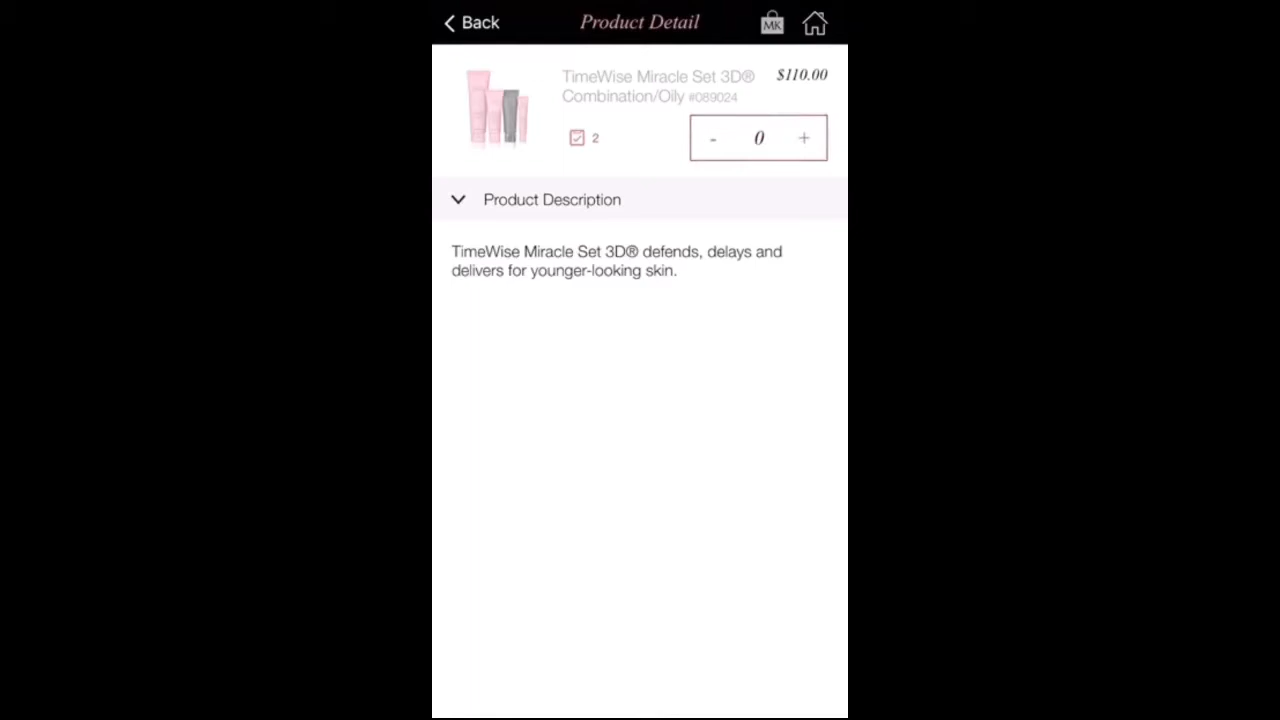 Back
Product Detail
MK
TimeWise Miracle Set 3D® $110.00
Combination/Oily #089024
2
- 0 +
Product Description
TimeWise Miracle Set 3D® defends, delays and
delivers for younger-looking skin.